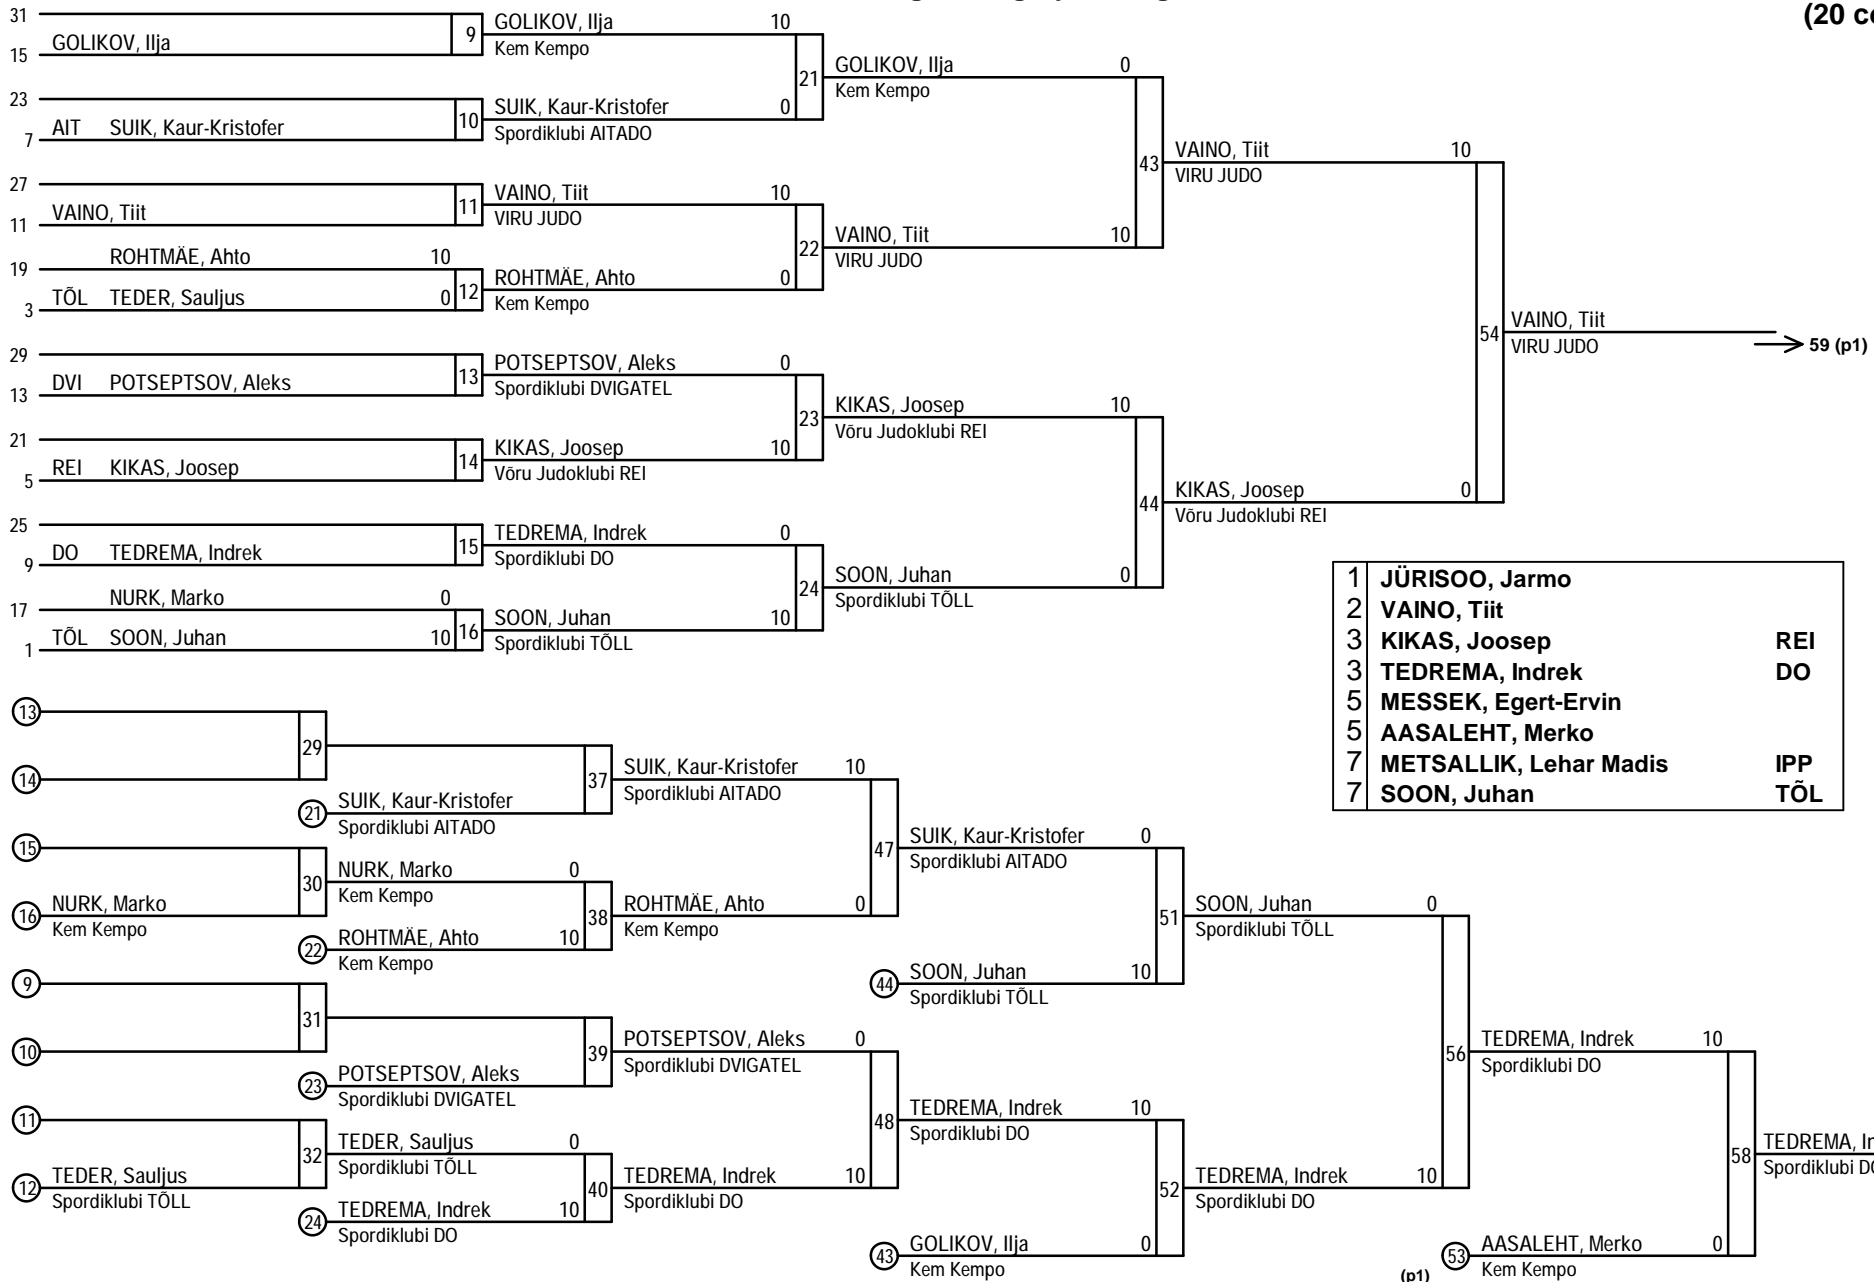 (20 co
31
GOLIKOV, Ilja
15
9
GOLIKOV, Ilja 10
Kem Kempo
23
AIT SUIK, Kaur-Kristofer
7
10
SUIK, Kaur-Kristofer 0
Spordiklubi AITADO
21
GOLIKOV, Ilja 0
Kem Kempo
27
VAINO, Tiit
11
11
VAINO, Tiit 10
VIRU JUDO
ROHTMÄE, Ahto 10
19
TÕL TEDER, Sauljus 0
3
12
ROHTMÄE, Ahto 0
Kem Kempo
22
VAINO, Tiit 10
VIRU JUDO
43
VAINO, Tiit 10
VIRU JUDO
29
DVI POTSEPTSOV, Aleks
13
13
POTSEPTSOV, Aleks 0
Spordiklubi DVIGATEL
21
REI KIKAS, Joosep
5
14
KIKAS, Joosep 10
Võru Judoklubi REI
23
KIKAS, Joosep 10
Võru Judoklubi REI
25
DO TEDREMA, Indrek
9
15
TEDREMA, Indrek 0
Spordiklubi DO
NURK, Marko 0
17
TÕL SOON, Juhan 10
1
16
SOON, Juhan 10
Spordiklubi TÕLL
24
SOON, Juhan 0
Spordiklubi TÕLL
44
KIKAS, Joosep 0
Võru Judoklubi REI
54
VAINO, Tiit
VIRU JUDO
59 (p1)
1 JÜRISOO, Jarmo
2 VAINO, Tiit
3 KIKAS, Joosep REI
3 TEDREMA, Indrek DO
5 MESSEK, Egert-Ervin
5 AASALEHT, Merko
7 METSALLIK, Lehar Madis IPP
7 SOON, Juhan TÕL
13
14
29
21 SUIK, Kaur-Kristofer
Spordiklubi AITADO
37
SUIK, Kaur-Kristofer 10
Spordiklubi AITADO
15
16 NURK, Marko
Kem Kempo
30
NURK, Marko 0
Kem Kempo
22 ROHTMÄE, Ahto 10
Kem Kempo
38
ROHTMÄE, Ahto 0
Kem Kempo
47
SUIK, Kaur-Kristofer 0
Spordiklubi AITADO
44 SOON, Juhan 10
Spordiklubi TÕLL
51
SOON, Juhan 0
Spordiklubi TÕLL
9
10
31
23 POTSEPTSOV, Aleks
Spordiklubi DVIGATEL
39
POTSEPTSOV, Aleks 0
Spordiklubi DVIGATEL
11
12 TEDER, Sauljus
Spordiklubi TÕLL
32
TEDER, Sauljus 0
Spordiklubi TÕLL
24 TEDREMA, Indrek 10
Spordiklubi DO
40
TEDREMA, Indrek 10
Spordiklubi DO
48
TEDREMA, Indrek 10
Spordiklubi DO
43 GOLIKOV, Ilja 0
Kem Kempo
52
TEDREMA, Indrek 10
Spordiklubi DO
56
TEDREMA, Indrek 10
Spordiklubi DO
(p1) 53 AASALEHT, Merko 0
Kem Kempo
58
TEDREMA, In
Spordiklubi DO